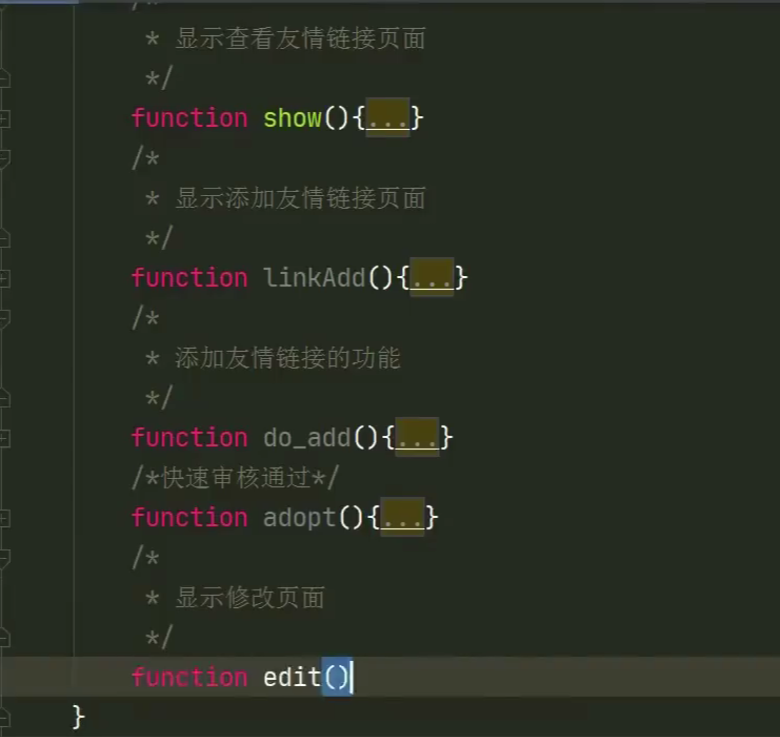 /*
* 显示查看友情链接页面
*/
function show(){...}
/*
* 显示添加友情链接页面
*/
function linkAdd(){...}
/*
* 添加友情链接的功能
*/
function do_add(){...}
/*快速审核通过*/
function adopt(){...}
/*
* 显示修改页面
*/
function edit()
}